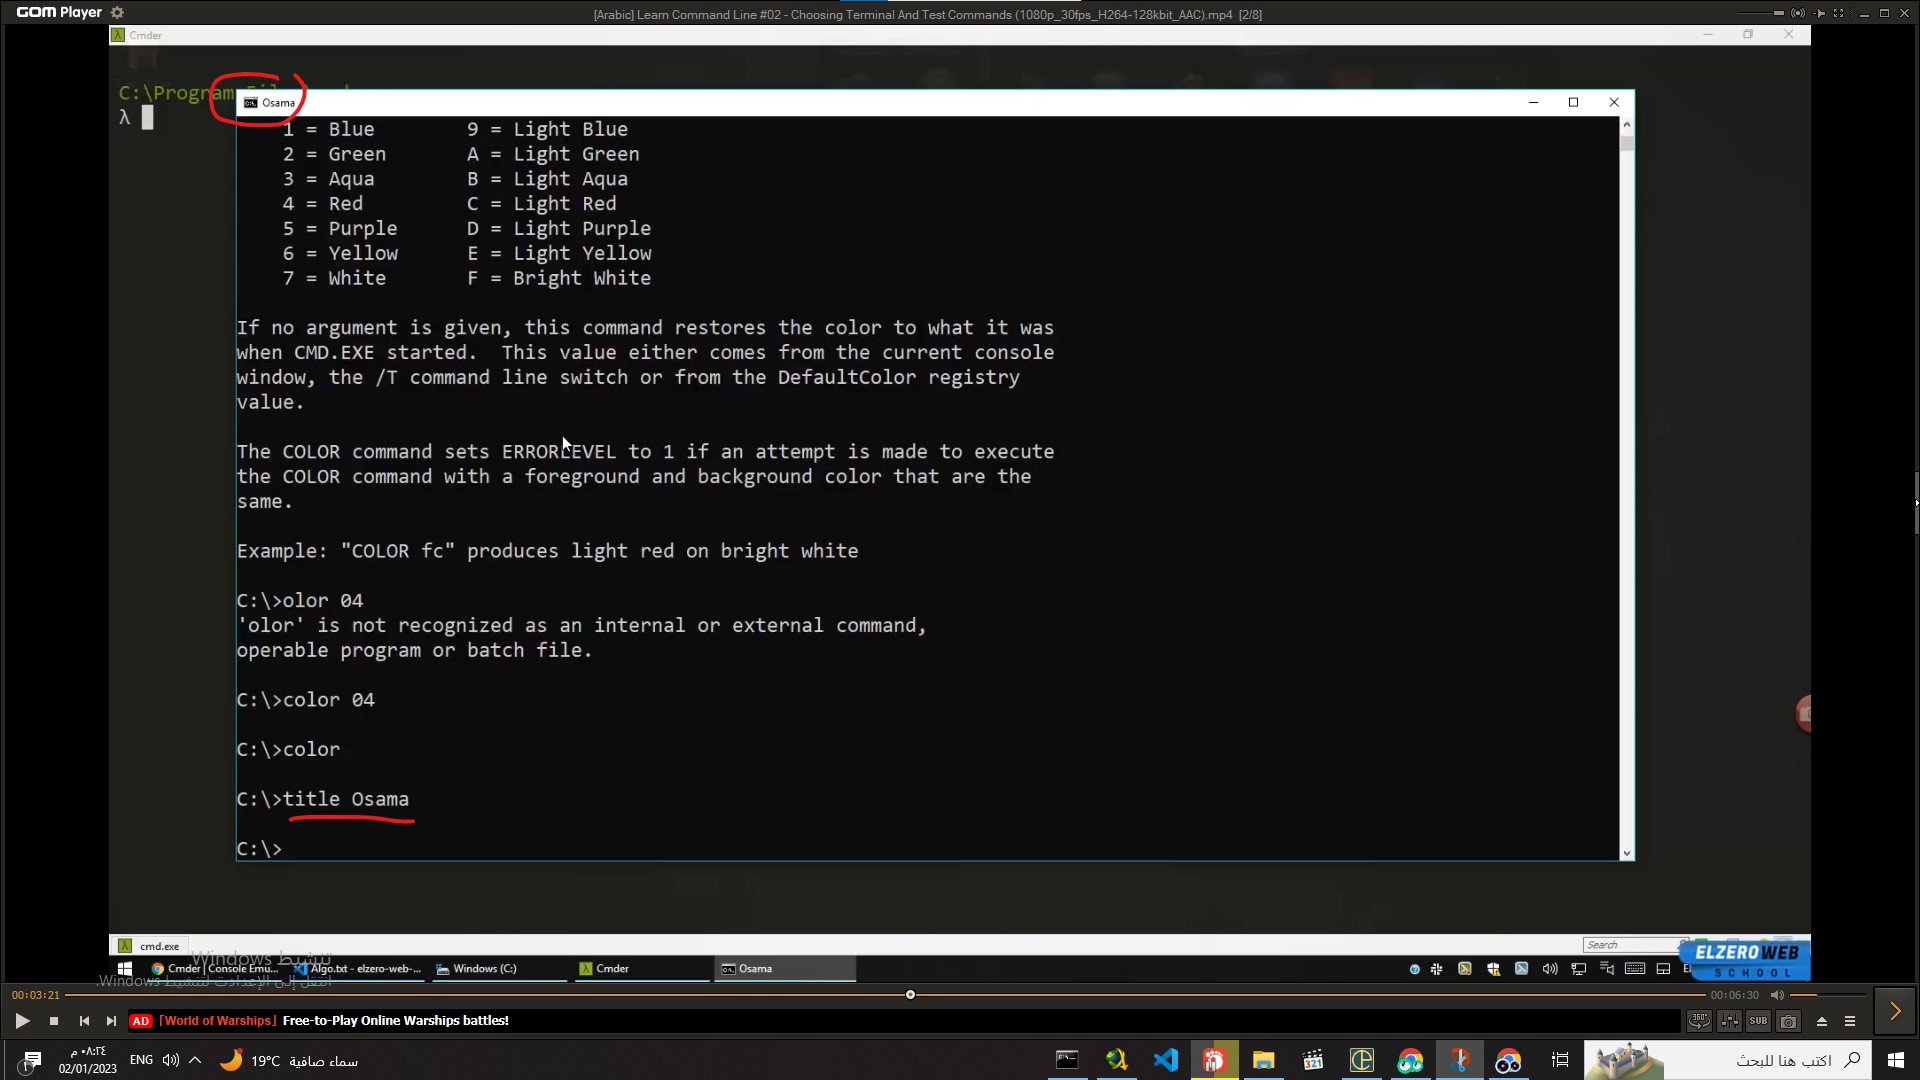 GOM Player
[Arabic] Learn Command Line #02 - Choosing Terminal And Test Commands (1080p_30fps_H264-128kbit_AAC).mp4 [2/8]
Cmder
C:\Program
λ
Osama
1 = Blue 9 = Light Blue
2 = Green A = Light Green
3 = Aqua B = Light Aqua
4 = Red C = Light Red
5 = Purple D = Light Purple
6 = Yellow E = Light Yellow
7 = White F = Bright White
If no argument is given, this command restores the color to what it was
when CMD.EXE started. This value either comes from the current console
window, the /T command line switch or from the DefaultColor registry
value.
The COLOR command sets ERRORLEVEL to 1 if an attempt is made to execute
the COLOR command with a foreground and background color that are the
same.
Example: "COLOR fc" produces light red on bright white
C:\>olor 04
'olor' is not recognized as an internal or external command,
operable program or batch file.
C:\>color 04
C:\>color
C:\>title Osama
C:\>
cmd.exe
Search
تنشيط Windows
انتقل إلى الإعدادات لتنشيط Windows.
Cmder | Console Emu... Algo.txt - elzero-web-... Windows (C:) Cmder Osama
ELZERO WEB
SCHOOL
00:03:21
00:06:30
AD [World of Warships] Free-to-Play Online Warships battles!
360°
SUB
٠٨:٢٤ م
02/01/2023
ENG
19°C سماء صافية
321
اكتب هنا للبحث